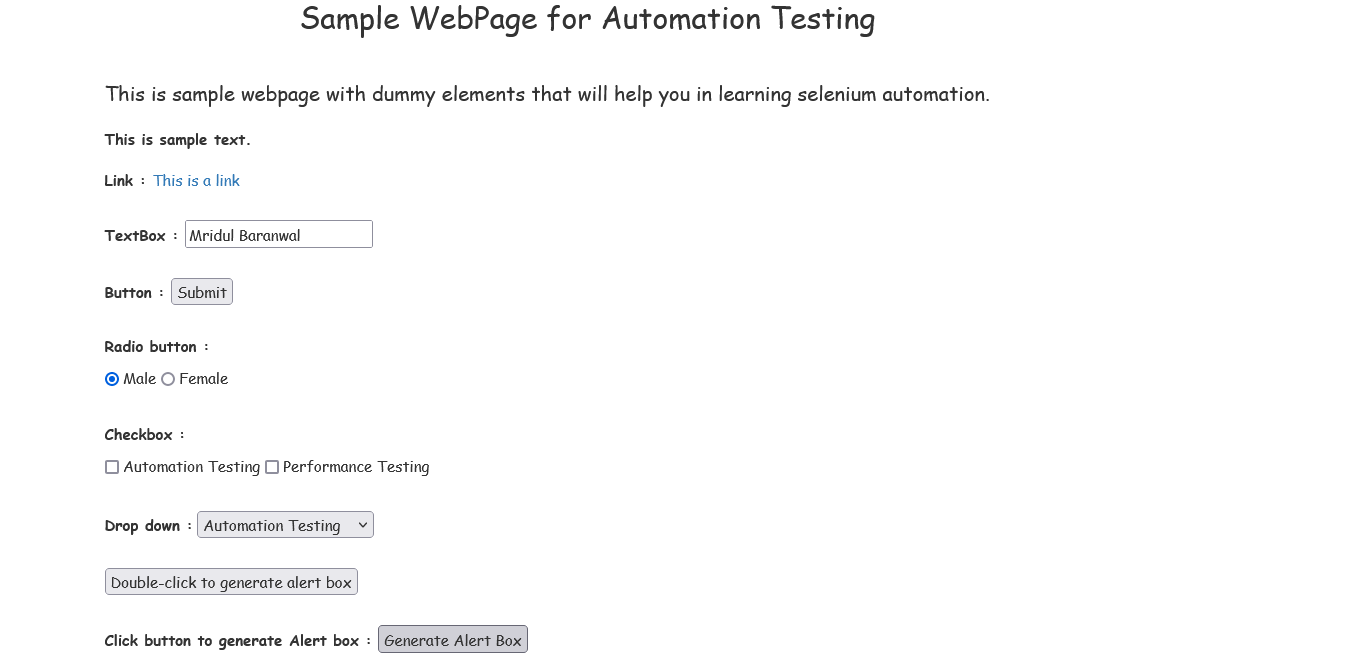 Sample WebPage for Automation Testing
This is sample webpage with dummy elements that will help you in learning selenium automation.
This is sample text.
Link : This is a link
TextBox : Mridul Baranwal
Button : Submit
Radio button :
Male Female
Checkbox :
Automation Testing Performance Testing
Drop down : Automation Testing
Double-click to generate alert box
Click button to generate Alert box : Generate Alert Box